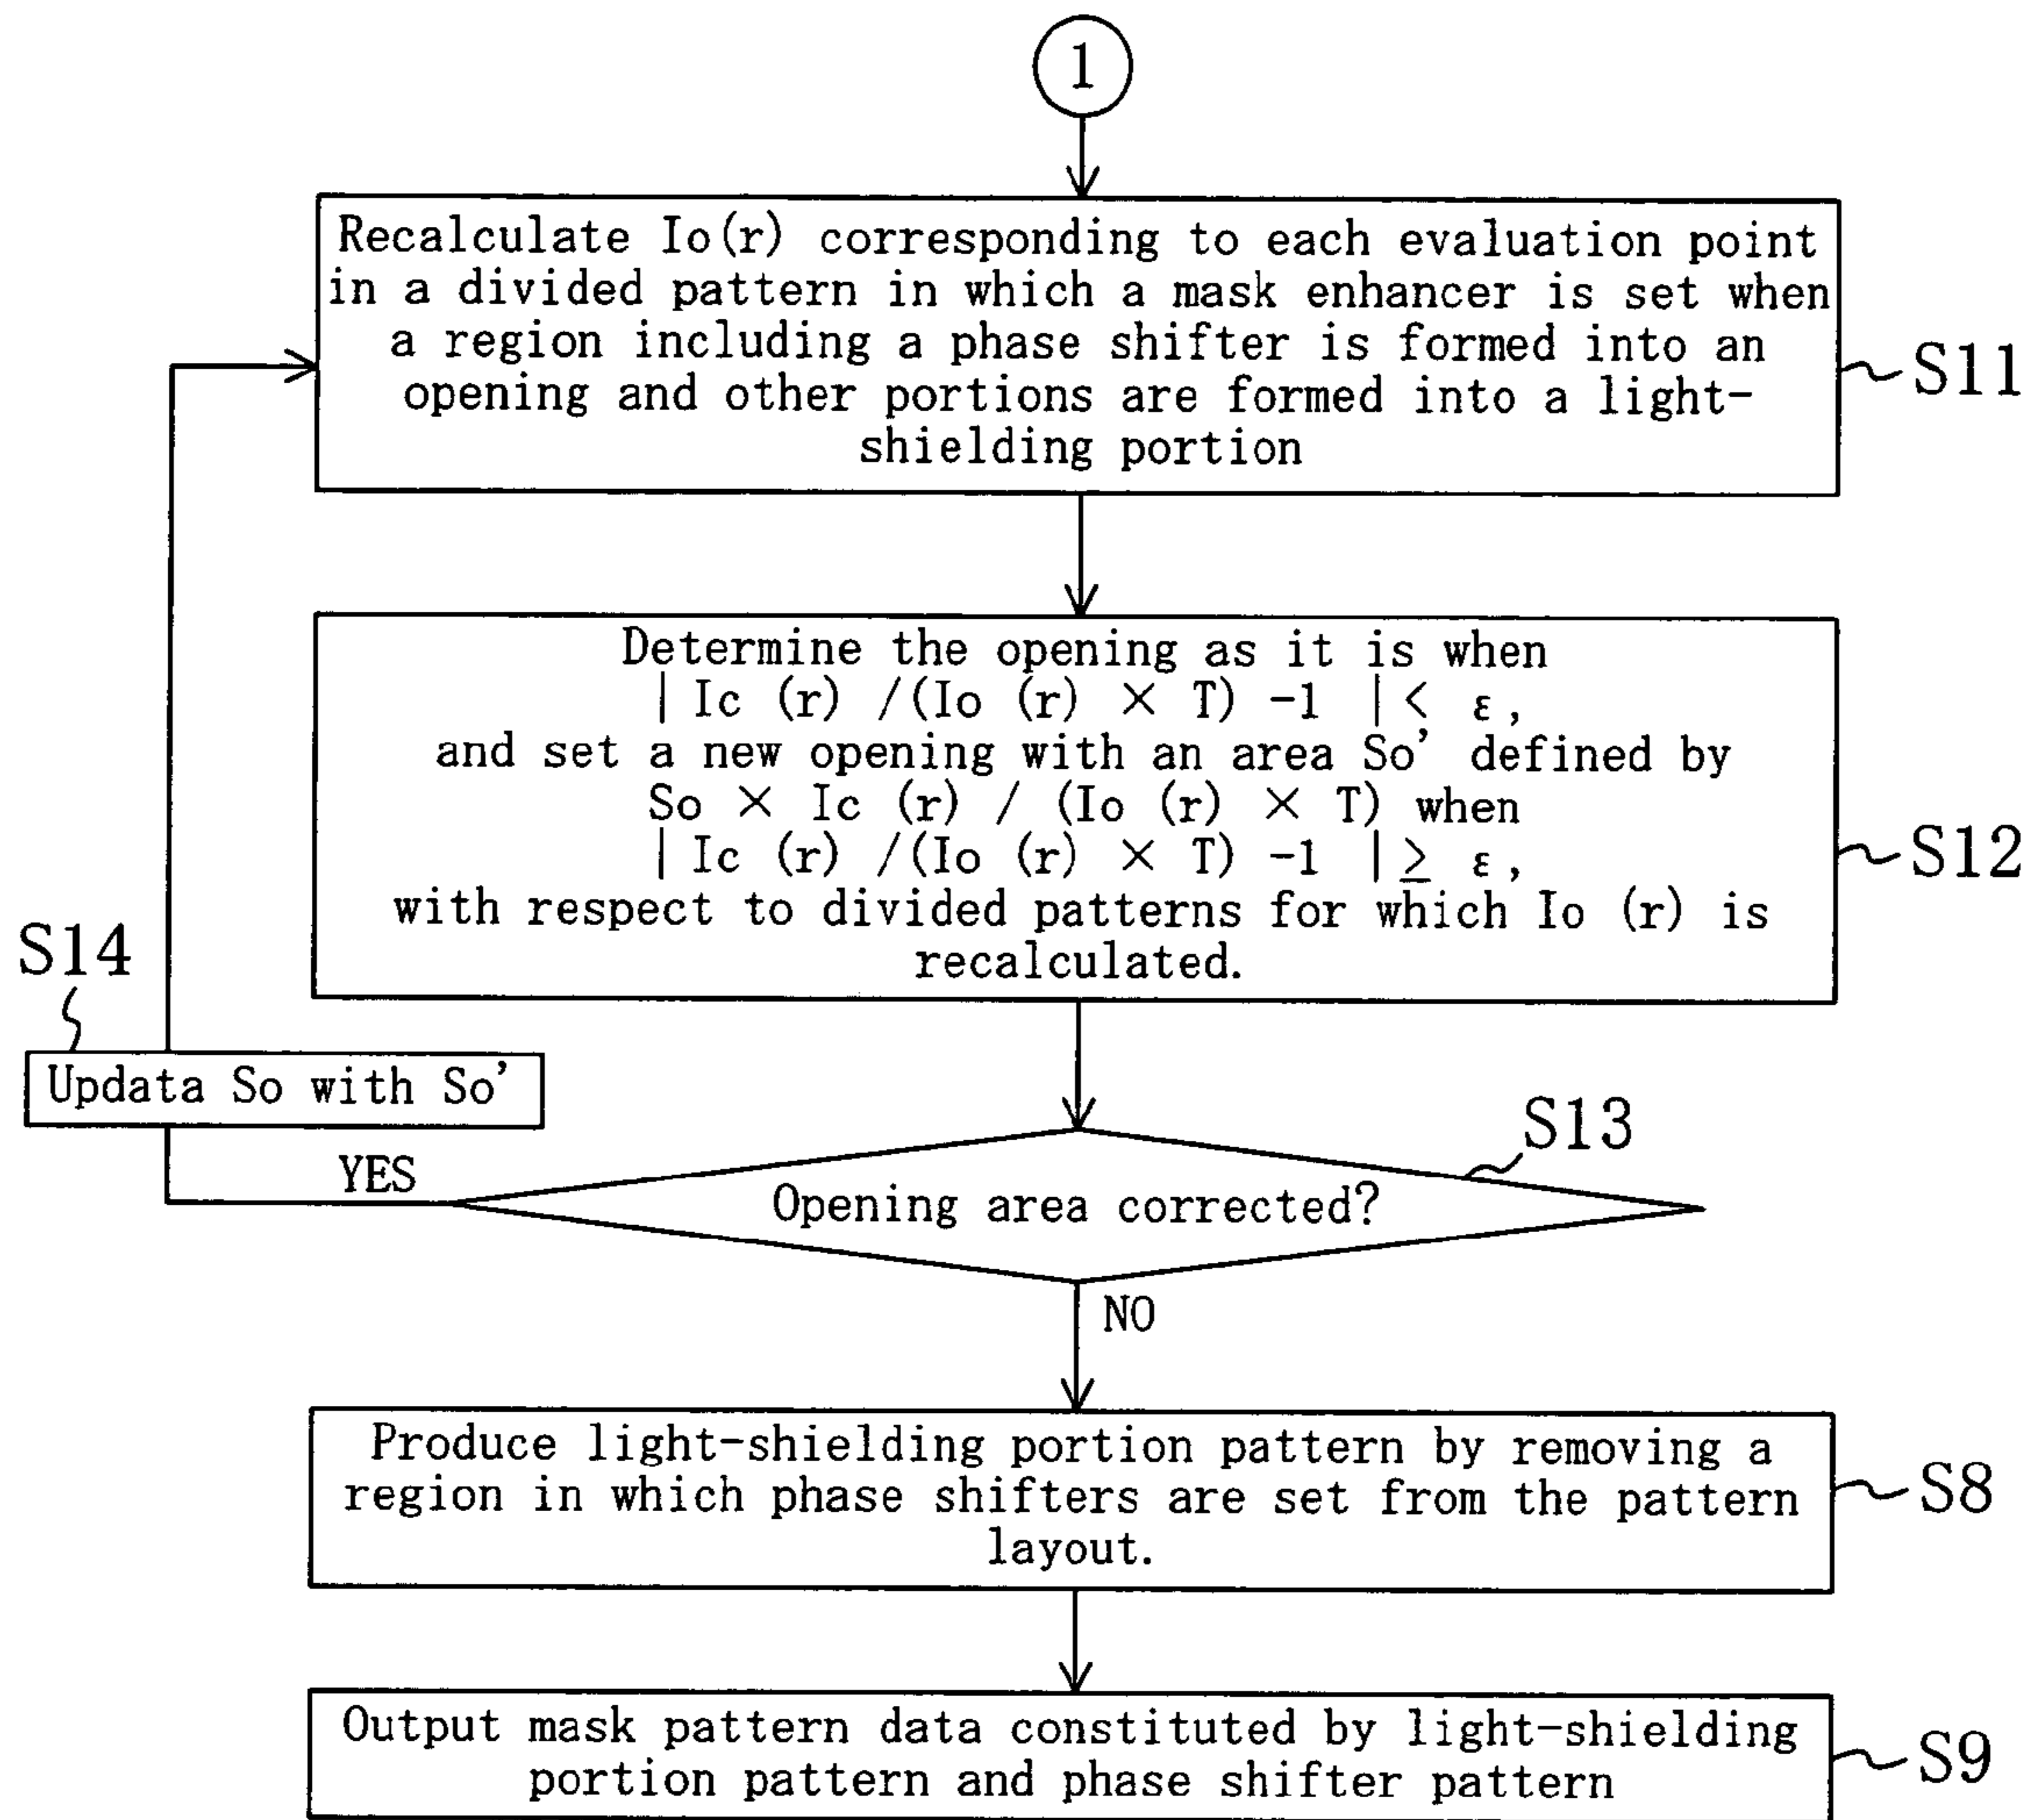 1
Recalculate Io(r) corresponding to each evaluation point
in a divided pattern in which a mask enhancer is set when
a region including a phase shifter is formed into an
opening and other portions are formed into a light-
shielding portion
S11
Determine the opening as it is when
| Ic (r) /(Io (r) × T) -1 |< ε,
and set a new opening with an area So' defined by
So × Ic (r) / (Io (r) × T) when
| Ic (r) /(Io (r) × T) -1 |≥ ε,
with respect to divided patterns for which Io (r) is
recalculated.
S12
S14
Updata So with So'
S13
YES
Opening area corrected?
NO
Produce light-shielding portion pattern by removing a
region in which phase shifters are set from the pattern
layout.
S8
Output mask pattern data constituted by light-shielding
portion pattern and phase shifter pattern
S9